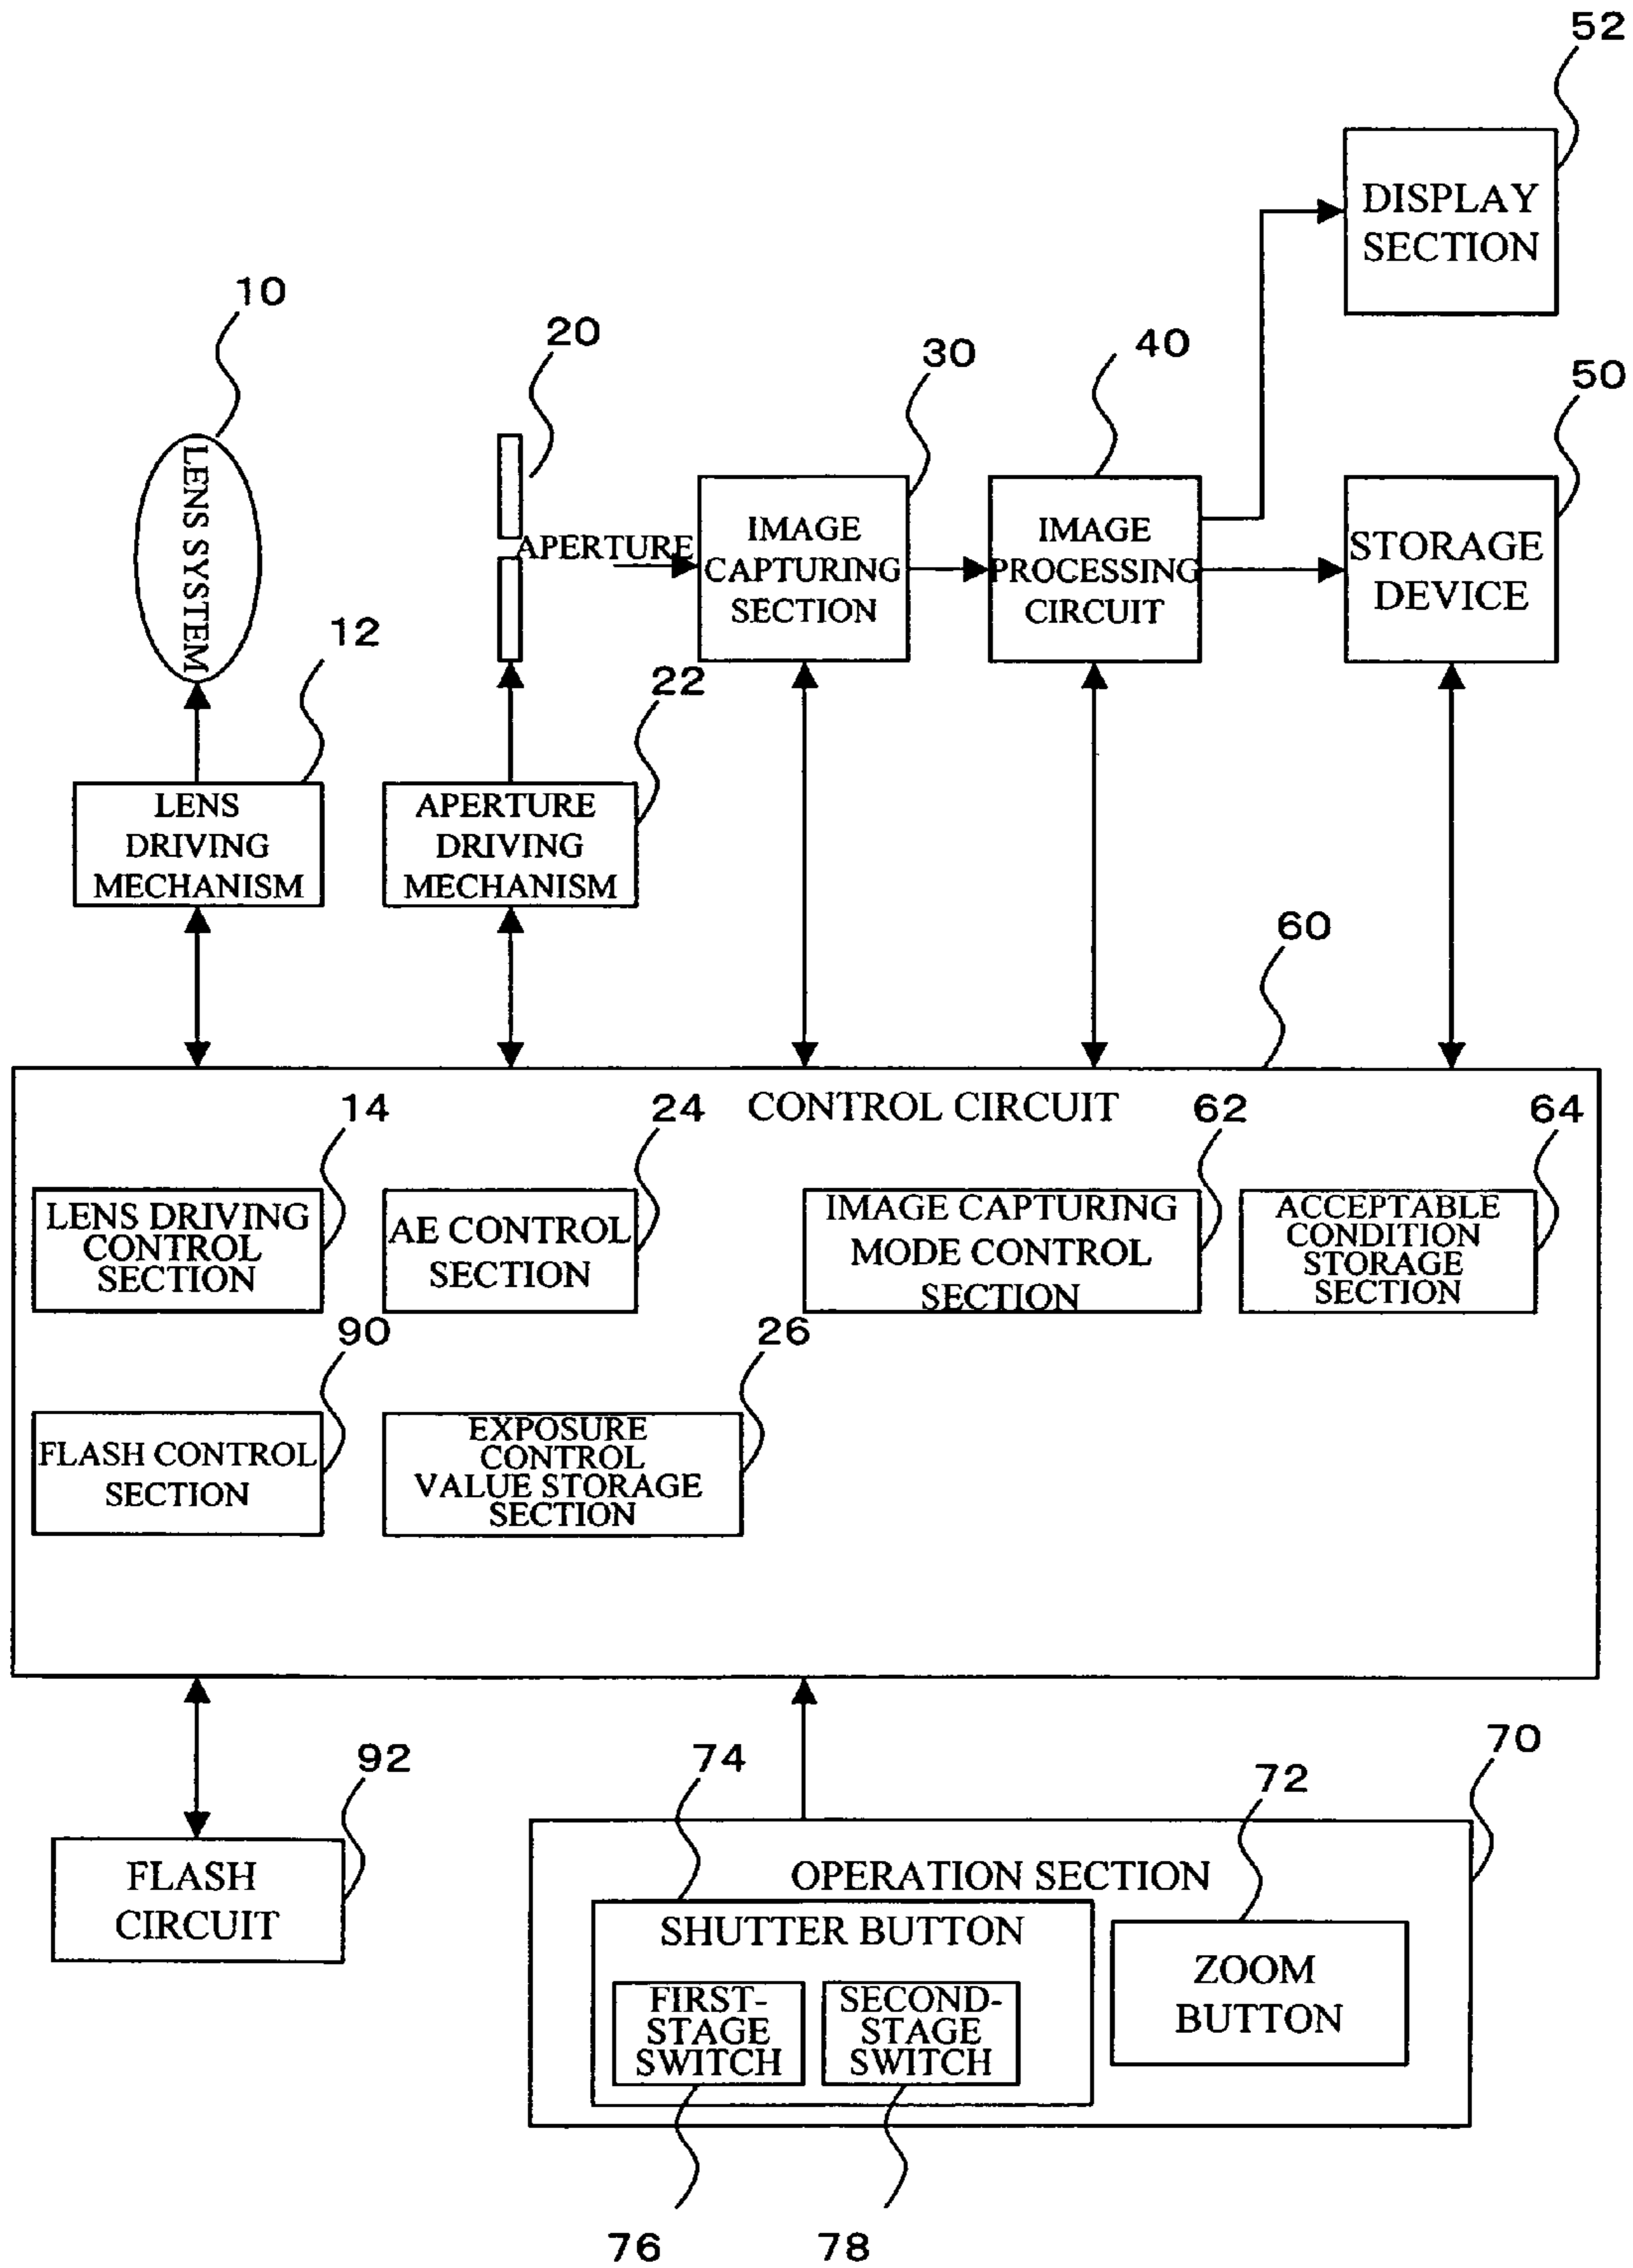 52
DISPLAY
SECTION
10
20
30
40
50
LENS SYSTEM
APERTURE
IMAGE
CAPTURING
SECTION
IMAGE
PROCESSING
CIRCUIT
STORAGE
DEVICE
12
22
LENS
DRIVING
MECHANISM
APERTURE
DRIVING
MECHANISM
60
CONTROL CIRCUIT
14
24
62
64
LENS DRIVING
CONTROL
SECTION
AE CONTROL
SECTION
IMAGE CAPTURING
MODE CONTROL
SECTION
ACCEPTABLE
CONDITION
STORAGE
SECTION
90
26
FLASH CONTROL
SECTION
EXPOSURE
CONTROL
VALUE STORAGE
SECTION
92
74
72
70
FLASH
CIRCUIT
OPERATION SECTION
SHUTTER BUTTON
FIRST-
STAGE
SWITCH
SECOND-
STAGE
SWITCH
ZOOM
BUTTON
76
78